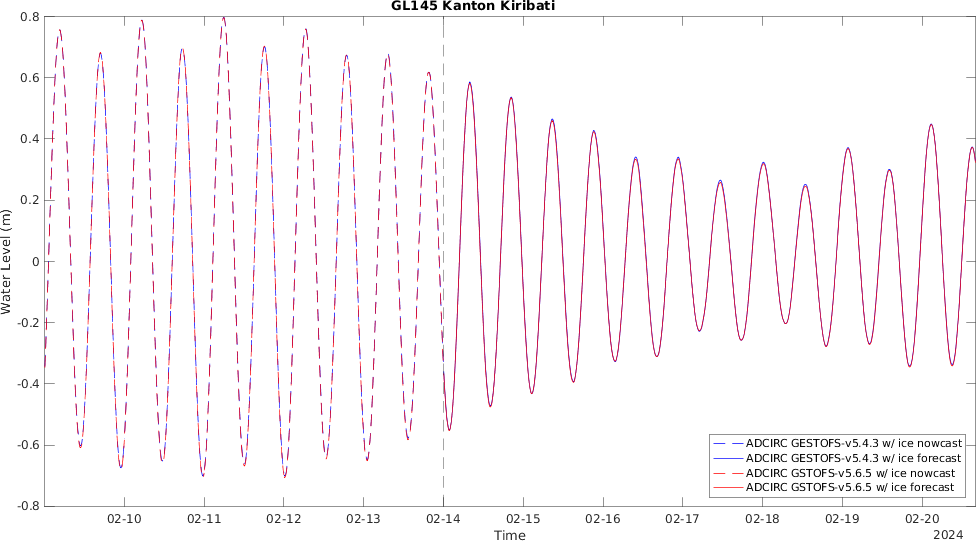 GL145 Kanton Kiribati
0.8
0.6
0.4
0.2
0
-0.2
-0.4
-0.6
-0.8
Water Level (m)
ADCIRC GESTOFS-v5.4.3 w/ ice nowcast
ADCIRC GESTOFS-v5.4.3 w/ ice forecast
ADCIRC GSTOFS-v5.6.5 w/ ice nowcast
ADCIRC GSTOFS-v5.6.5 w/ ice forecast
02-10 02-11 02-12 02-13 02-14 02-15 02-16 02-17 02-18 02-19 02-20
Time
2024